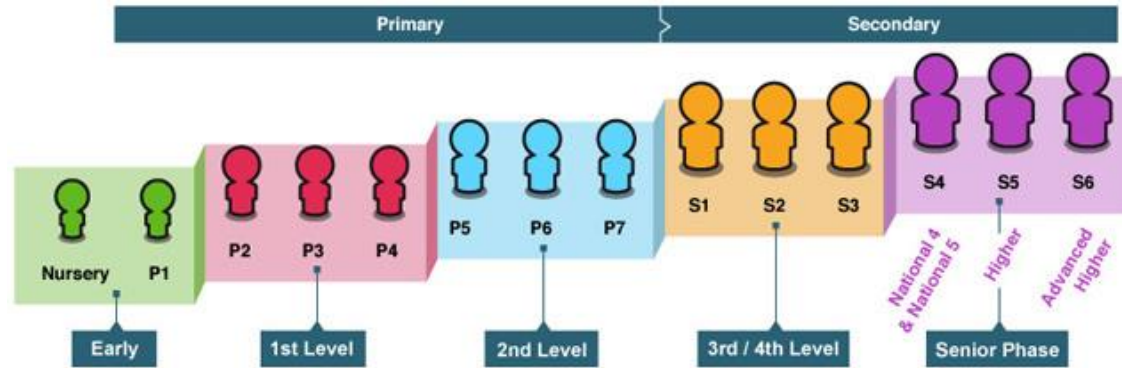 Primary
Secondary
Nursery
P1
P2
P3
P4
P5
P6
P7
S1
S2
S3
S4
S5
S6
National 4
& National 5
Higher
Advanced
Higher
Early
1st Level
2nd Level
3rd / 4th Level
Senior Phase